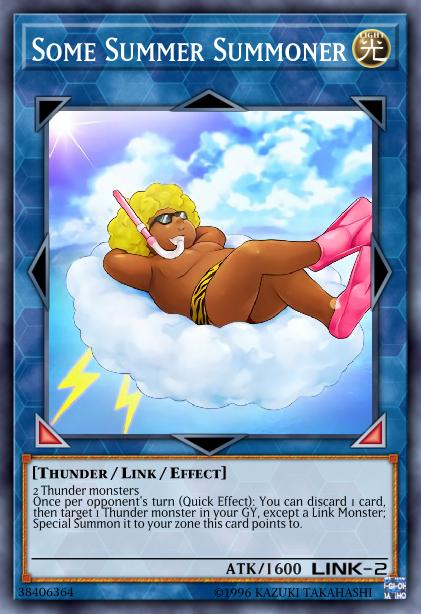 SOME SUMMER SUMMONER
LIGHT
光
[THUNDER / LINK / EFFECT]
2 Thunder monsters
Once per opponent's turn (Quick Effect): You can discard 1 card,
then target 1 Thunder monster in your GY, except a Link Monster;
Special Summon it to your zone this card points to.
ATK/1600 LINK-2
38406364
©1996 KAZUKI TAKAHASHI